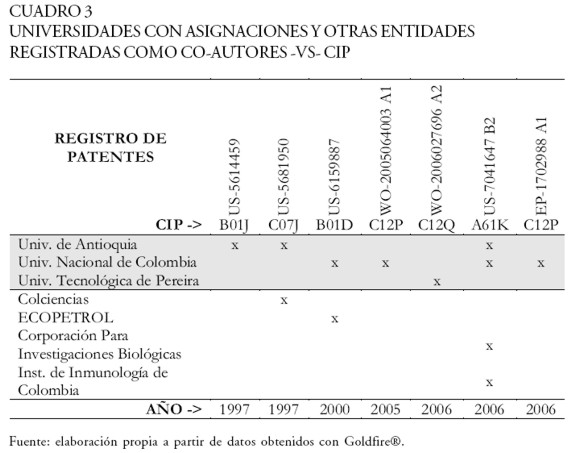 CUADRO 3
UNIVERSIDADES CON ASIGNACIONES Y OTRAS ENTIDADES
REGISTRADAS COMO CO-AUTORES -VS- CIP
REGISTRO DE
PATENTES
US-5614459
US-5681950
US-6159887
WO-2005064003 A1
WO-2006027696 A2
US-7041647 B2
EP-1702988 A1
CIP -> B01J C07J B01D C12P C12Q A61K C12P
Univ. de Antioquia x x x
Univ. Nacional de Colombia x x x x
Univ. Tecnológica de Pereira x
Colciencias x
ECOPETROL x
Corporación Para
Investigaciones Biológicas x
Inst. de Inmunología de
Colombia x
AÑO -> 1997 1997 2000 2005 2006 2006 2006
Fuente: elaboración propia a partir de datos obtenidos con Goldfire®.